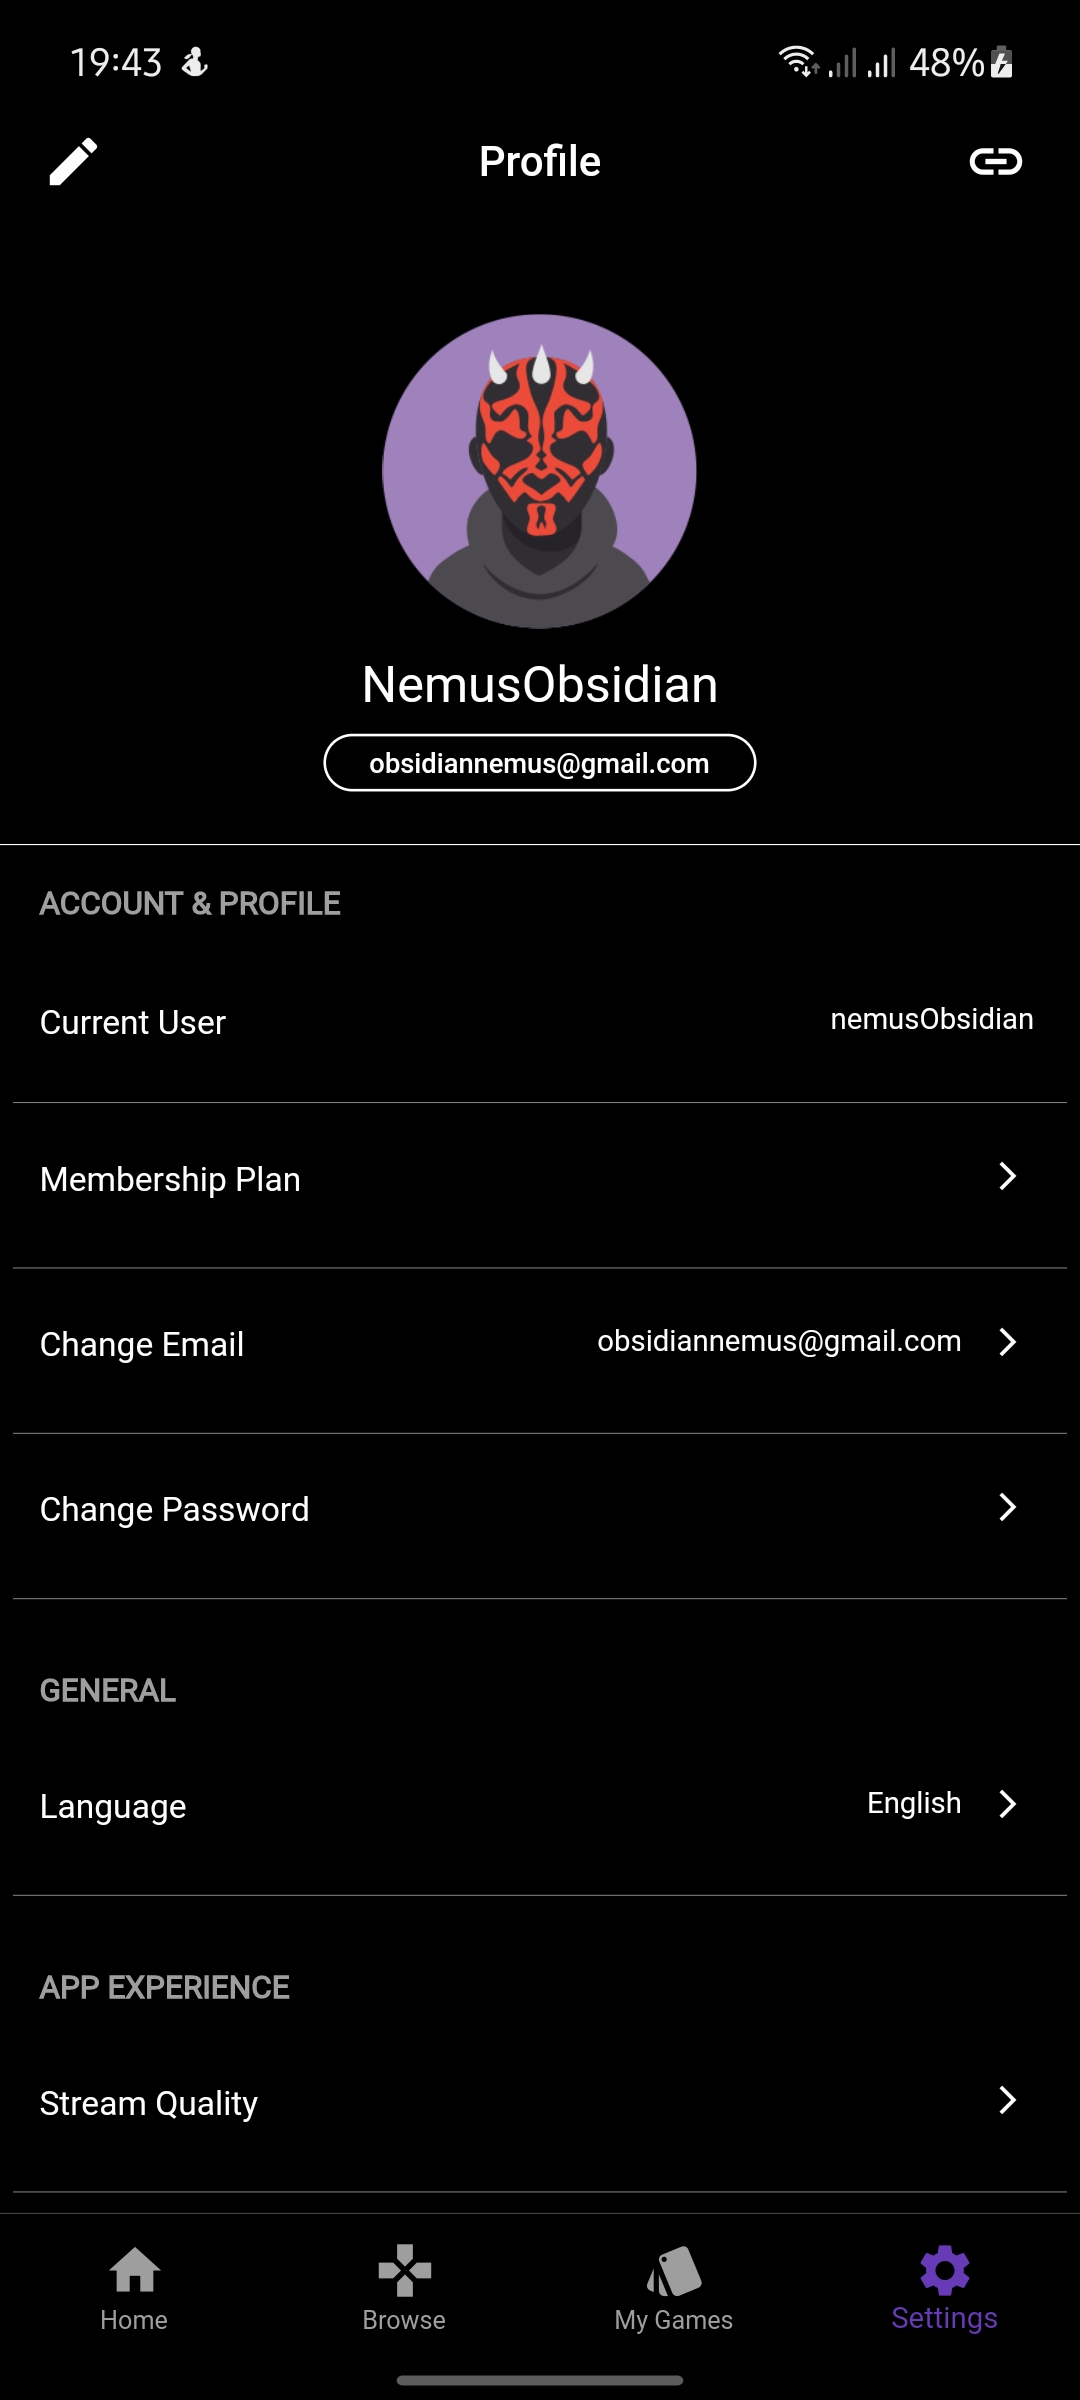 19:43
48%
Profile
NemusObsidian
obsidiannemus@gmail.com
ACCOUNT & PROFILE
Current User nemusObsidian
Membership Plan
Change Email obsidiannemus@gmail.com
Change Password
GENERAL
Language English
APP EXPERIENCE
Stream Quality
Home Browse My Games Settings